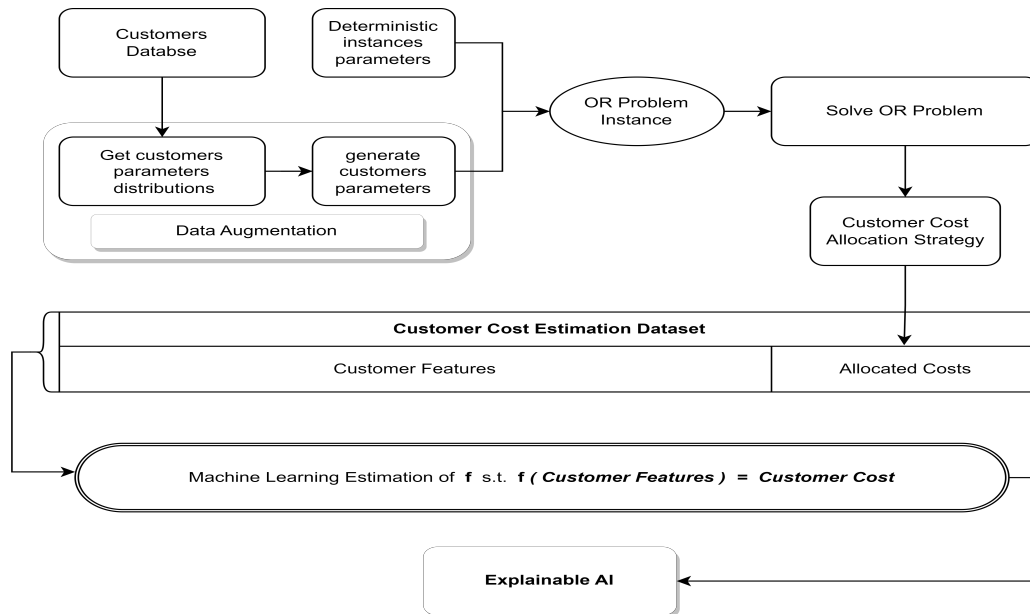 Customers
Databse
Deterministic
instances
parameters
OR Problem
Instance
Solve OR Problem
Get customers
parameters
distributions
generate
customers
parameters
Data Augmentation
Customer Cost
Allocation Strategy
Customer Cost Estimation Dataset
Customer Features
Allocated Costs
Machine Learning Estimation of f s.t. f ( Customer Features ) = Customer Cost
Explainable AI